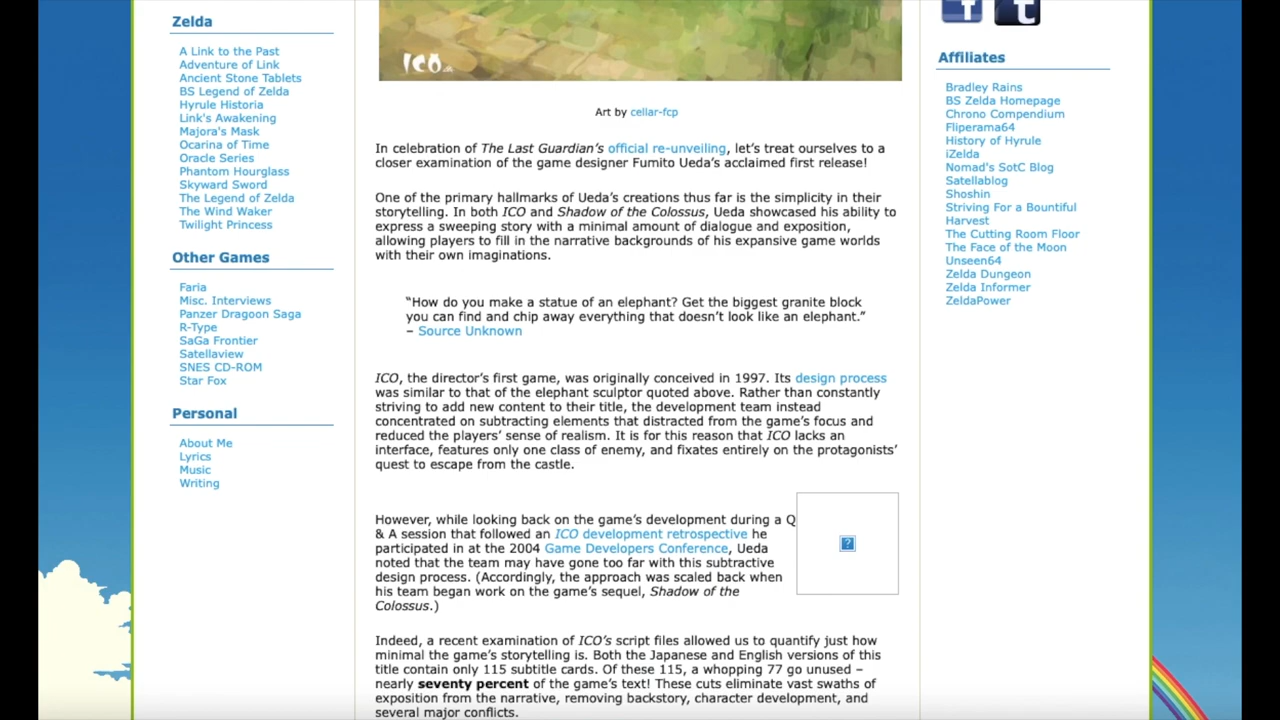 Zelda
A Link to the Past
Adventure of Link
Ancient Stone Tablets
BS Legend of Zelda
Hyrule Historia
Link's Awakening
Majora's Mask
Ocarina of Time
Oracle Series
Phantom Hourglass
Skyward Sword
The Legend of Zelda
The Wind Waker
Twilight Princess
Other Games
Faria
Misc. Interviews
Panzer Dragoon Saga
R-Type
SaGa Frontier
Satellaview
SNES CD-ROM
Star Fox
Personal
About Me
Lyrics
Music
Writing
ICO
Art by cellar-fcp
In celebration of The Last Guardian’s official re-unveiling, let’s treat ourselves to a
closer examination of the game designer Fumito Ueda’s acclaimed first release!
One of the primary hallmarks of Ueda’s creations thus far is the simplicity in their
storytelling. In both ICO and Shadow of the Colossus, Ueda showcased his ability to
express a sweeping story with a minimal amount of dialogue and exposition,
allowing players to fill in the narrative backgrounds of his expansive game worlds
with their own imaginations.
“How do you make a statue of an elephant? Get the biggest granite block
you can find and chip away everything that doesn’t look like an elephant.”
– Source Unknown
ICO, the director’s first game, was originally conceived in 1997. Its design process
was similar to that of the elephant sculptor quoted above. Rather than constantly
striving to add new content to their title, the development team instead
concentrated on subtracting elements that distracted from the game’s focus and
reduced the players’ sense of realism. It is for this reason that ICO lacks an
interface, features only one class of enemy, and fixates entirely on the protagonists’
quest to escape from the castle.
However, while looking back on the game’s development during a Q
& A session that followed an ICO development retrospective he
participated in at the 2004 Game Developers Conference, Ueda
noted that the team may have gone too far with this subtractive
design process. (Accordingly, the approach was scaled back when
his team began work on the game’s sequel, Shadow of the
Colossus.)
?
Indeed, a recent examination of ICO’s script files allowed us to quantify just how
minimal the game’s storytelling is. Both the Japanese and English versions of this
title contain only 115 subtitle cards. Of these 115, a whopping 77 go unused –
nearly seventy percent of the game’s text! These cuts eliminate vast swaths of
exposition from the narrative, removing backstory, character development, and
several major conflicts.
f t
Affiliates
Bradley Rains
BS Zelda Homepage
Chrono Compendium
Fliperama64
History of Hyrule
iZelda
Nomad's SotC Blog
Satellablog
Shoshin
Striving For a Bountiful
Harvest
The Cutting Room Floor
The Face of the Moon
Unseen64
Zelda Dungeon
Zelda Informer
ZeldaPower